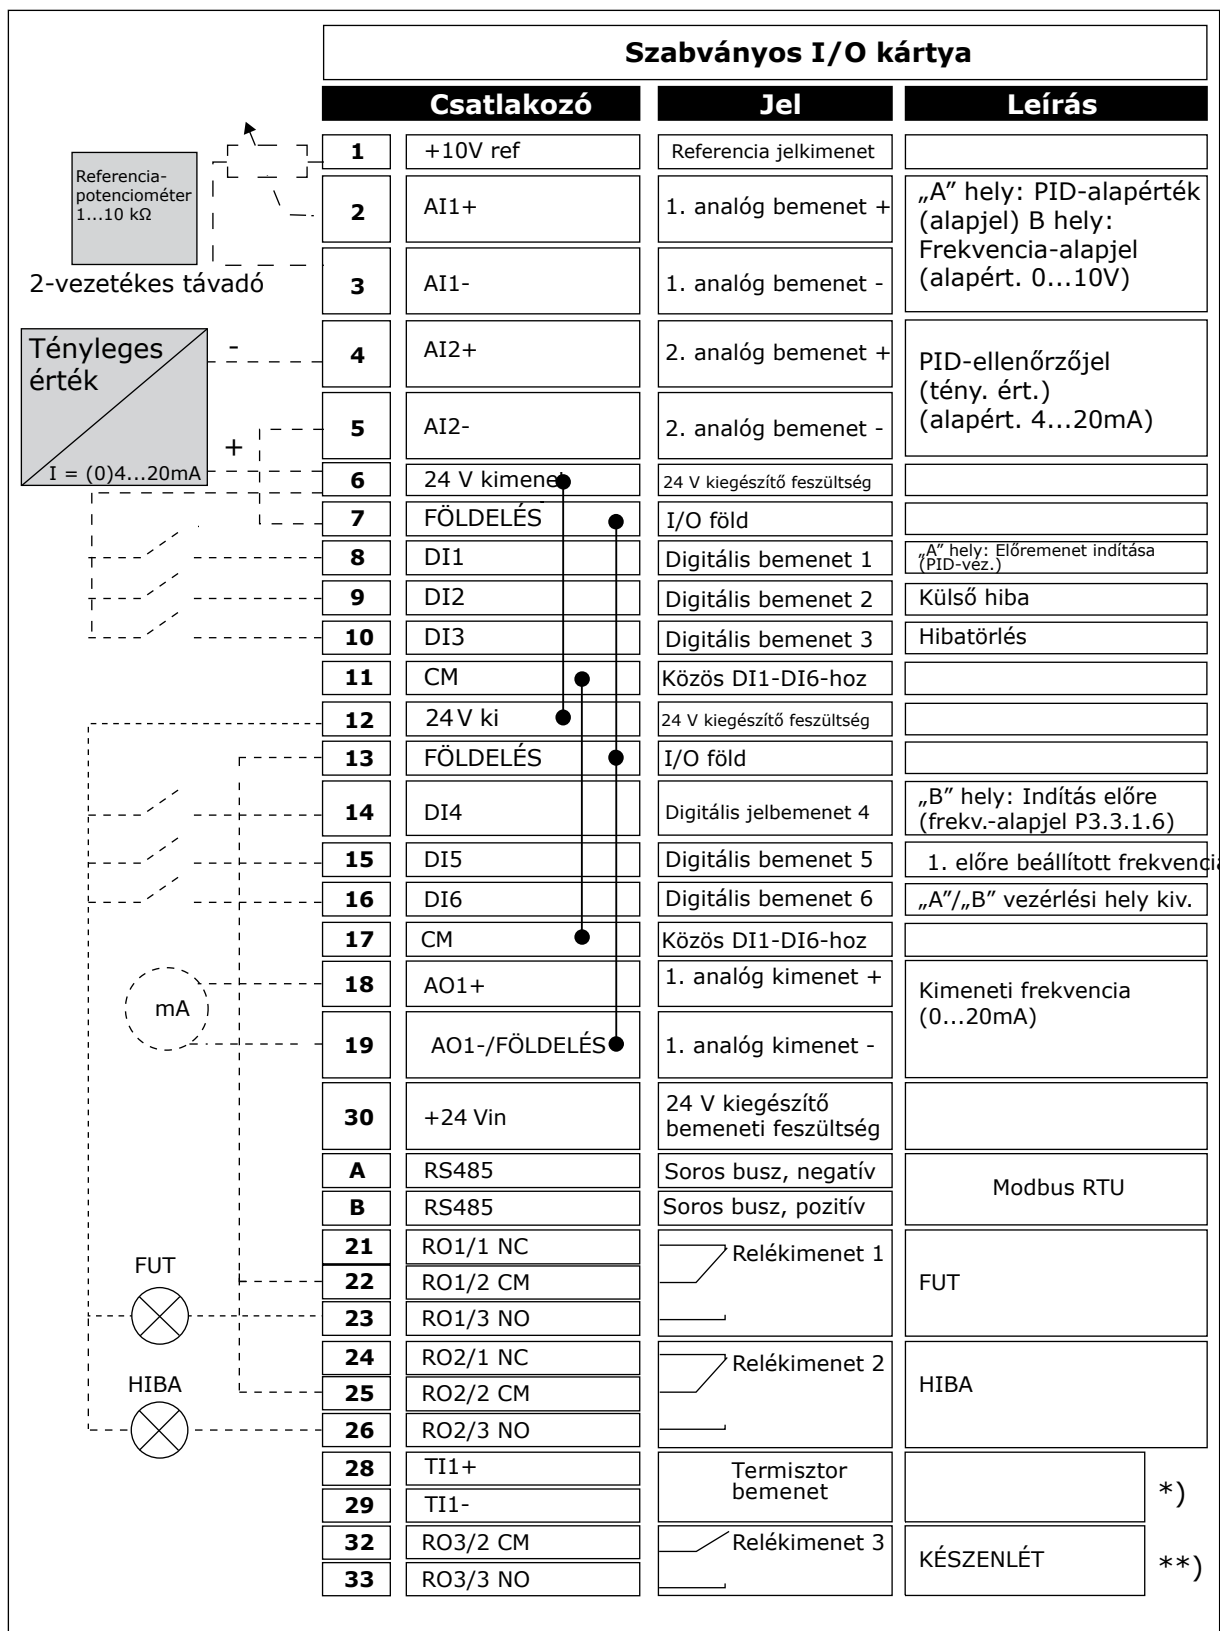 Szabványos I/O kártya
Csatlakozó Jel Leírás
Referencia-
potenciométer
1...10 kΩ
2-vezetékes távadó
Tényleges
érték
-
+
I = (0)4...20mA
1 +10V ref Referencia jelkimenet
2 AI1+ 1. analóg bemenet +
„A” hely: PID-alapérték
(alapjel) B hely:
Frekvencia-alapjel
(alapért. 0...10V)
3 AI1- 1. analóg bemenet -
4 AI2+ 2. analóg bemenet +
PID-ellenőrzőjel
(tény. ért.)
(alapért. 4...20mA)
5 AI2- 2. analóg bemenet -
6 24 V kimenet 24 V kiegészítő feszültség
7 FÖLDELÉS I/O föld
8 DI1 Digitális bemenet 1
„A” hely: Előremenet indítása
(PID-vez.)
9 DI2 Digitális bemenet 2 Külső hiba
10 DI3 Digitális bemenet 3 Hibatörlés
11 CM Közös DI1-DI6-hoz
12 24 V ki 24 V kiegészítő feszültség
13 FÖLDELÉS I/O föld
14 DI4 Digitális jelbemenet 4
„B” hely: Indítás előre
(frekv.-alapjel P3.3.1.6)
15 DI5 Digitális bemenet 5 1. előre beállított frekvencia
16 DI6 Digitális bemenet 6 „A”/„B” vezérlési hely kiv.
17 CM Közös DI1-DI6-hoz
mA
18 AO1+ 1. analóg kimenet +
Kimeneti frekvencia
(0...20mA)
19 AO1-/FÖLDELÉS 1. analóg kimenet -
30 +24 Vin
24 V kiegészítő
bemeneti feszültség
A RS485 Soros busz, negatív
Modbus RTU
B RS485 Soros busz, pozitív
FUT
21 RO1/1 NC Relékimenet 1
22 RO1/2 CM FUT
23 RO1/3 NO
HIBA
24 RO2/1 NC Relékimenet 2
25 RO2/2 CM HIBA
26 RO2/3 NO
28 TI1+
Termisztor
bemenet
*)
29 TI1-
32 RO3/2 CM Relékimenet 3
KÉSZENLÉT **)
33 RO3/3 NO